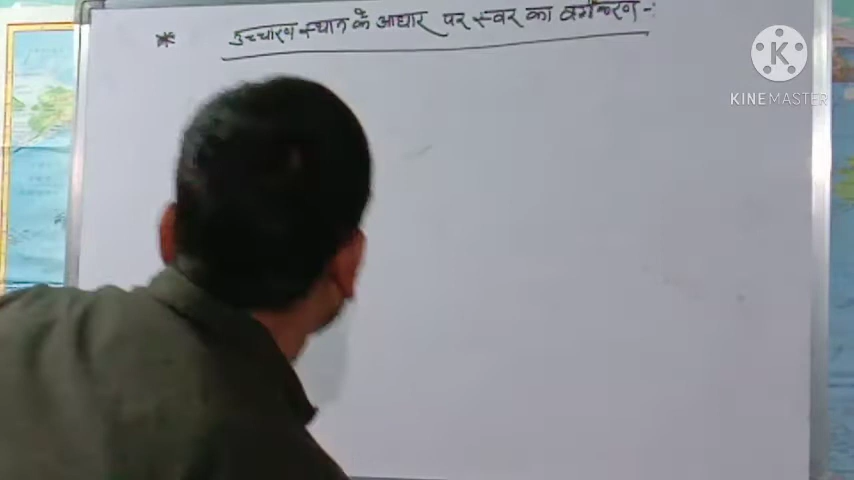 * उच्चारण स्थान के आधार पर स्वर का वर्गीकरण -:
K
KINEMASTER